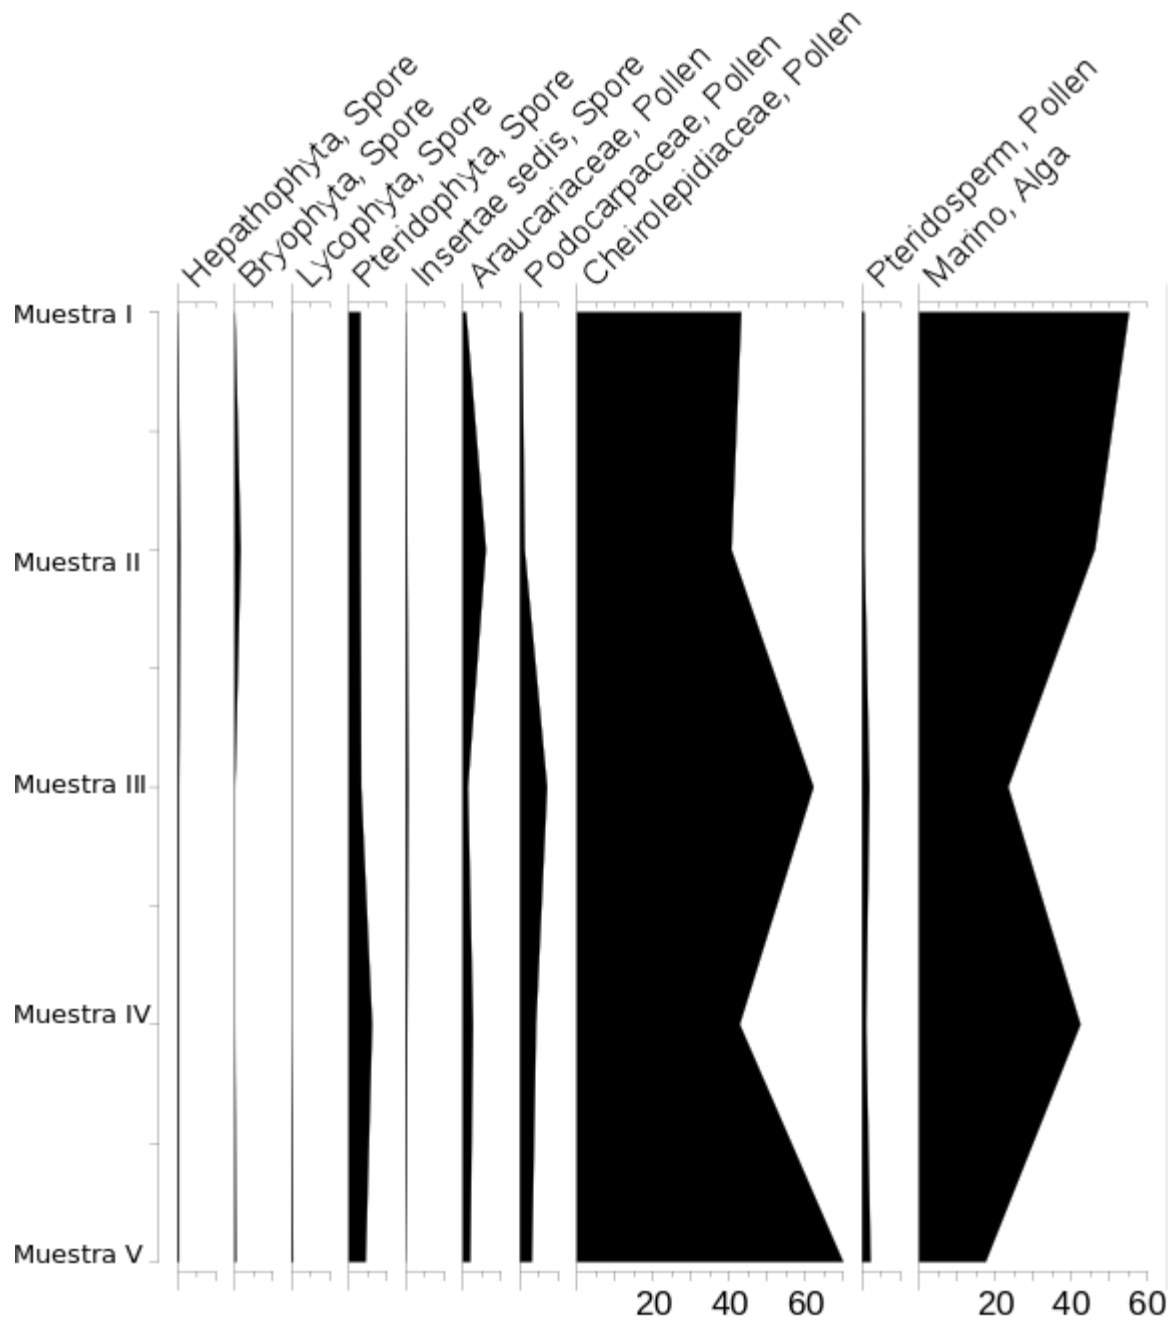 Hepathophyta, Spore
Bryophyta, Spore
Lycophyta, Spore
Pteridophyta, Spore
Insertae sedis, Spore
Araucariaceae, Pollen
Podocarpaceae, Pollen
Cheirolepidiaceae, Pollen
Pteridosperm, Pollen
Marino, Alga
Muestra I
Muestra II
Muestra III
Muestra IV
Muestra V
20 40 60 20 40 60